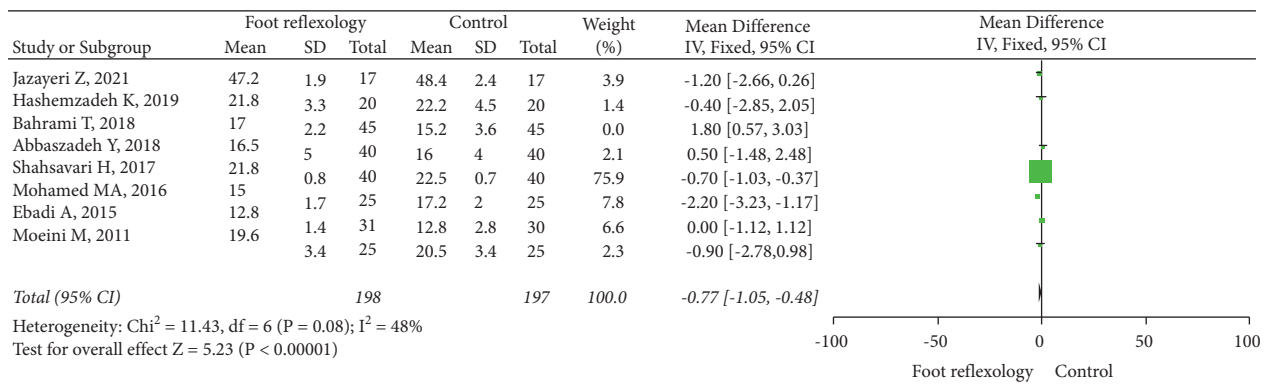 Foot reflexology Control Weight Mean Difference Mean Difference
Study or Subgroup Mean SD Total Mean SD Total (%) IV, Fixed, 95% CI IV, Fixed, 95% CI
Jazayeri Z, 2021 47.2 1.9 17 48.4 2.4 17 3.9 -1.20 [-2.66, 0.26]
Hashemzadeh K, 2019 21.8 3.3 20 22.2 4.5 20 1.4 -0.40 [-2.85, 2.05]
Bahrami T, 2018 17 2.2 45 15.2 3.6 45 0.0 1.80 [0.57, 3.03]
Abbaszadeh Y, 2018 16.5 5 40 16 4 40 2.1 0.50 [-1.48, 2.48]
Shahsavari H, 2017 21.8 0.8 40 22.5 0.7 40 75.9 -0.70 [-1.03, -0.37]
Mohamed MA, 2016 15 1.7 25 17.2 2 25 7.8 -2.20 [-3.23, -1.17]
Ebadi A, 2015 12.8 1.4 31 12.8 2.8 30 6.6 0.00 [-1.12, 1.12]
Moeini M, 2011 19.6 3.4 25 20.5 3.4 25 2.3 -0.90 [-2.78,0.98]
Total (95% CI) 198 197 100.0 -0.77 [-1.05, -0.48]
Heterogeneity: Chi² = 11.43, df = 6 (P = 0.08); I² = 48%
Test for overall effect Z = 5.23 (P < 0.00001)
-100 -50 0 50 100
Foot reflexology Control